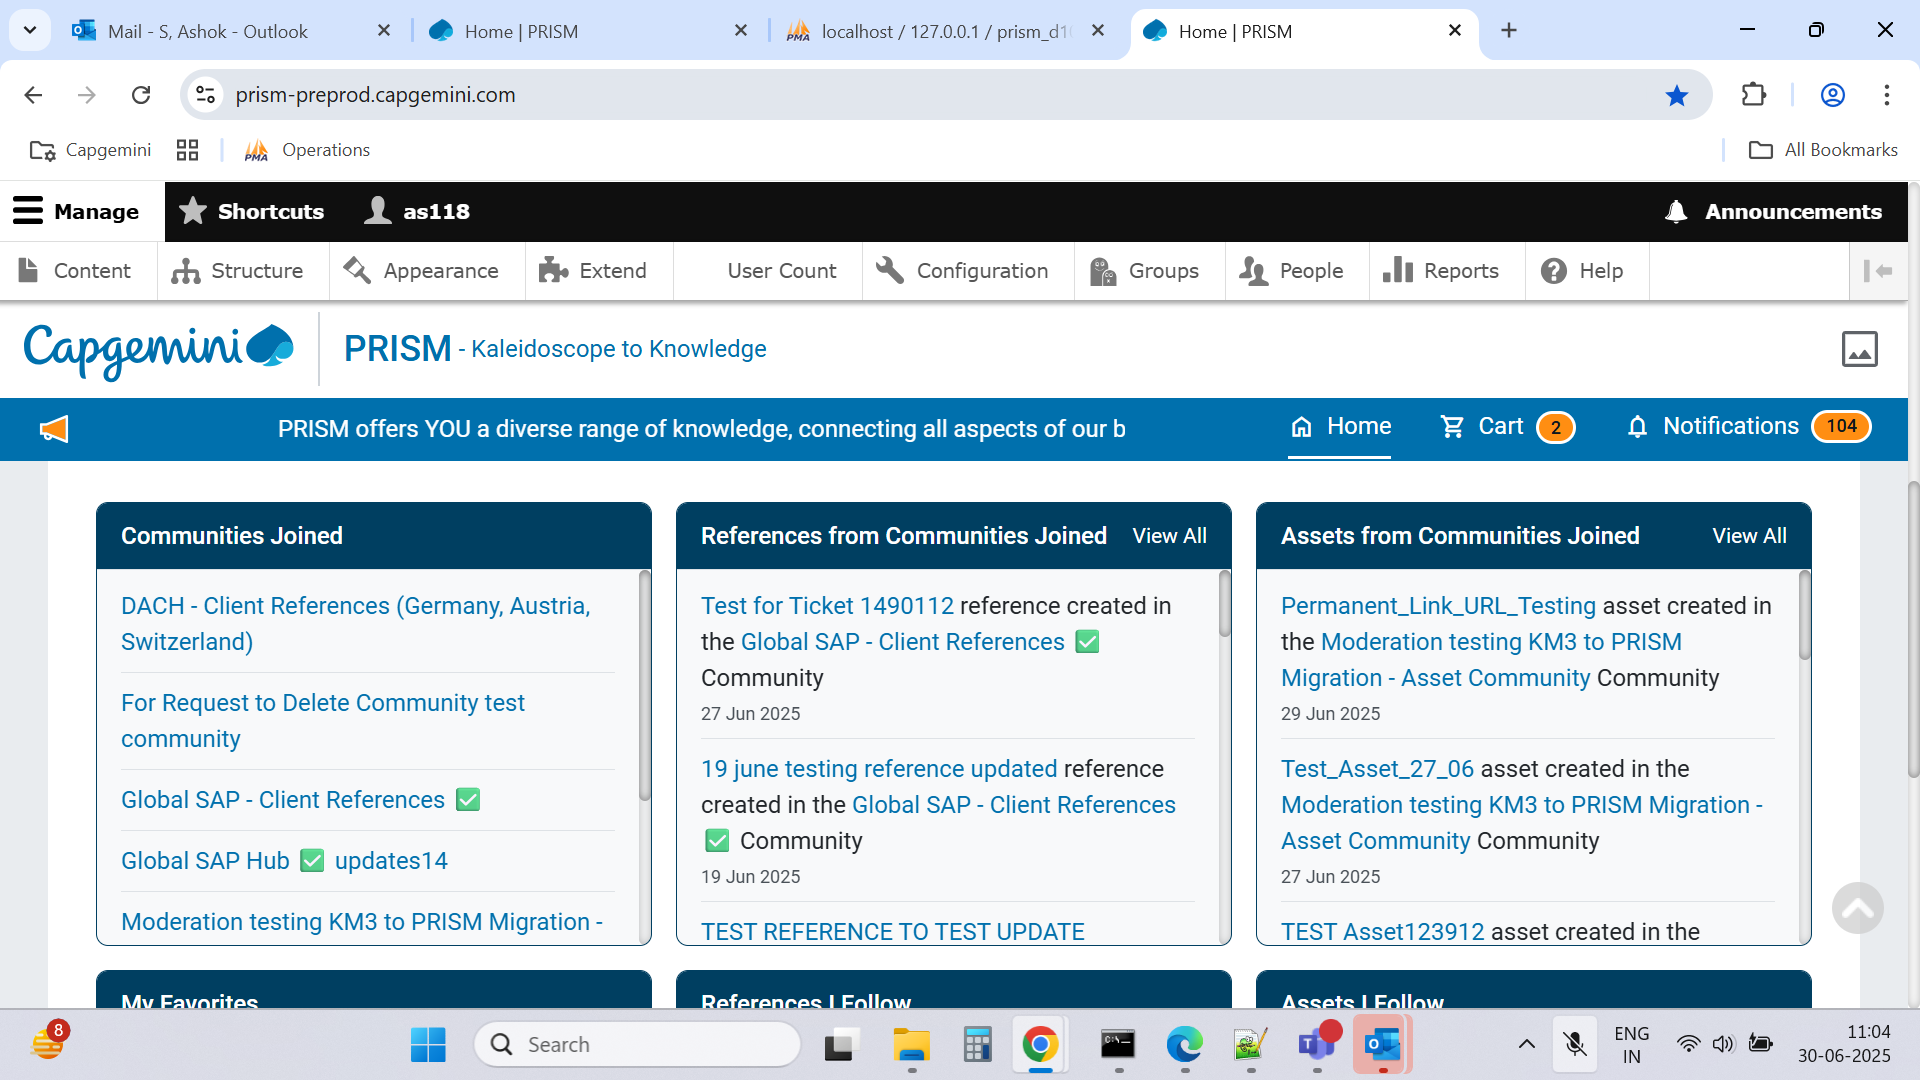 Mail - S, Ashok - Outlook
Home | PRISM
localhost / 127.0.0.1 / prism_d1
Home | PRISM
prism-preprod.capgemini.com
Capgemini
PMA
Operations
All Bookmarks
Manage
Shortcuts
as118
Announcements
Content
Structure
Appearance
Extend
User Count
Configuration
Groups
People
Reports
Help
Capgemini
PRISM - Kaleidoscope to Knowledge
PRISM offers YOU a diverse range of knowledge, connecting all aspects of our b
Home
Cart 2
Notifications 104
Communities Joined
DACH - Client References (Germany, Austria,
Switzerland)
For Request to Delete Community test
community
Global SAP - Client References ✅
Global SAP Hub ✅ updates14
Moderation testing KM3 to PRISM Migration -
References from Communities Joined View All
Test for Ticket 1490112 reference created in
the Global SAP - Client References ✅
Community
27 Jun 2025
19 june testing reference updated reference
created in the Global SAP - Client References
✅ Community
19 Jun 2025
TEST REFERENCE TO TEST UPDATE
Assets from Communities Joined View All
Permanent_Link_URL_Testing asset created in
the Moderation testing KM3 to PRISM
Migration - Asset Community Community
29 Jun 2025
Test_Asset_27_06 asset created in the
Moderation testing KM3 to PRISM Migration -
Asset Community Community
27 Jun 2025
TEST Asset123912 asset created in the
My Favorites
References I Follow
Assets I Follow
8
Search
ENG
IN
11:04
30-06-2025